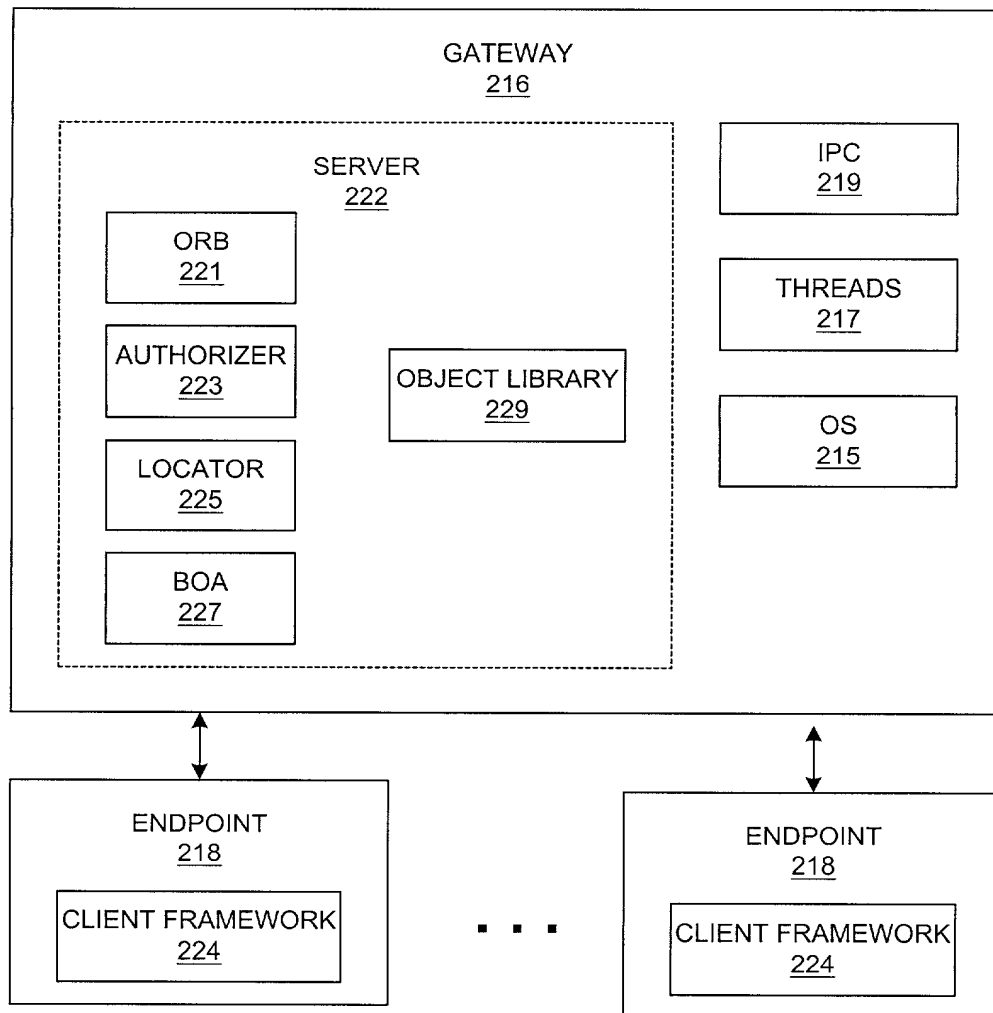 GATEWAY
216
SERVER
222
ORB
221
AUTHORIZER
223
LOCATOR
225
BOA
227
OBJECT LIBRARY
229
IPC
219
THREADS
217
OS
215
ENDPOINT
218
CLIENT FRAMEWORK
224
ENDPOINT
218
CLIENT FRAMEWORK
224